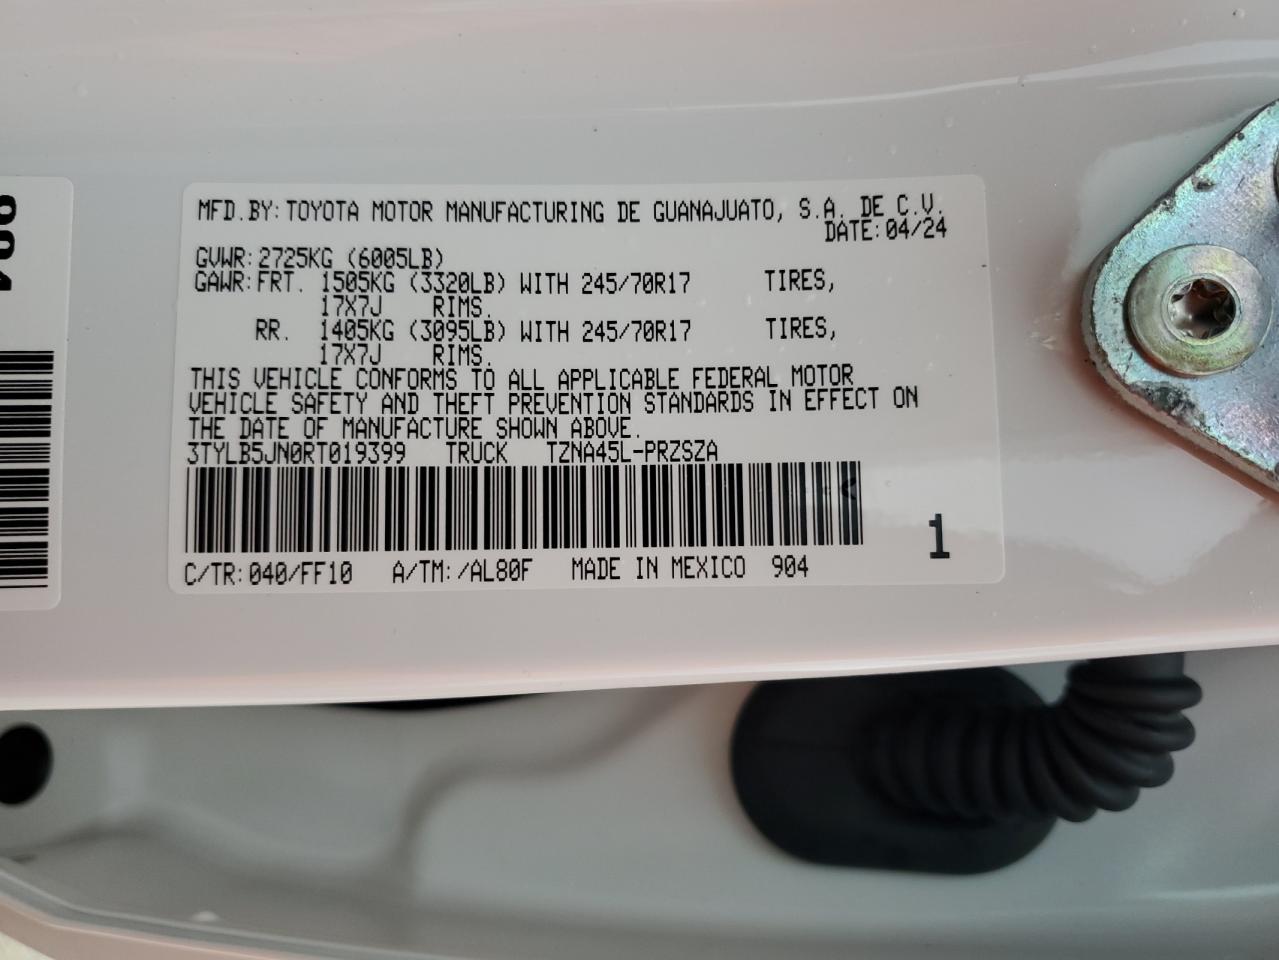 MFD.BY:TOYOTA MOTOR MANUFACTURING DE GUANAJUATO, S.A. DE C.V.
DATE:04/24
GVWR:2725KG (6005LB)
GAWR:FRT. 1505KG (3320LB) WITH 245/70R17 TIRES,
17X7J RIMS.
RR. 1405KG (3095LB) WITH 245/70R17 TIRES,
17X7J RIMS.
THIS VEHICLE CONFORMS TO ALL APPLICABLE FEDERAL MOTOR
VEHICLE SAFETY AND THEFT PREVENTION STANDARDS IN EFFECT ON
THE DATE OF MANUFACTURE SHOWN ABOVE.
3TYLB5JN0RT019399 TRUCK TZNA45L-PRZSZA
1
C/TR:040/FF10 A/TM:/AL80F MADE IN MEXICO 904